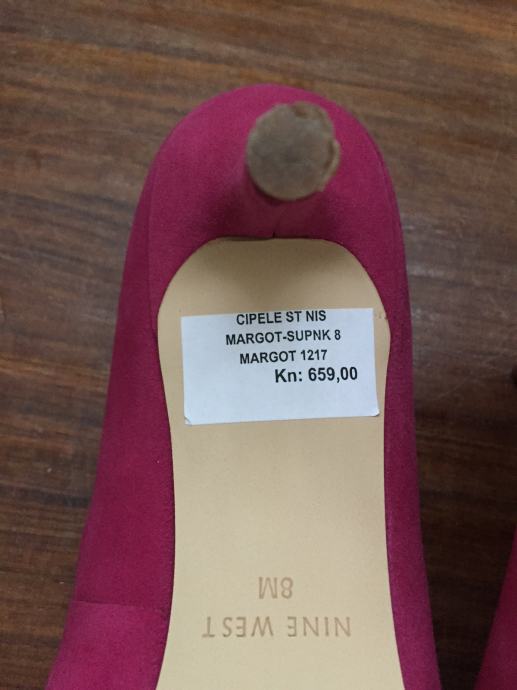 CIPELE ST NIS
MARGOT-SUPNK 8
MARGOT 1217
Kn: 659,00
NINE WEST
8M